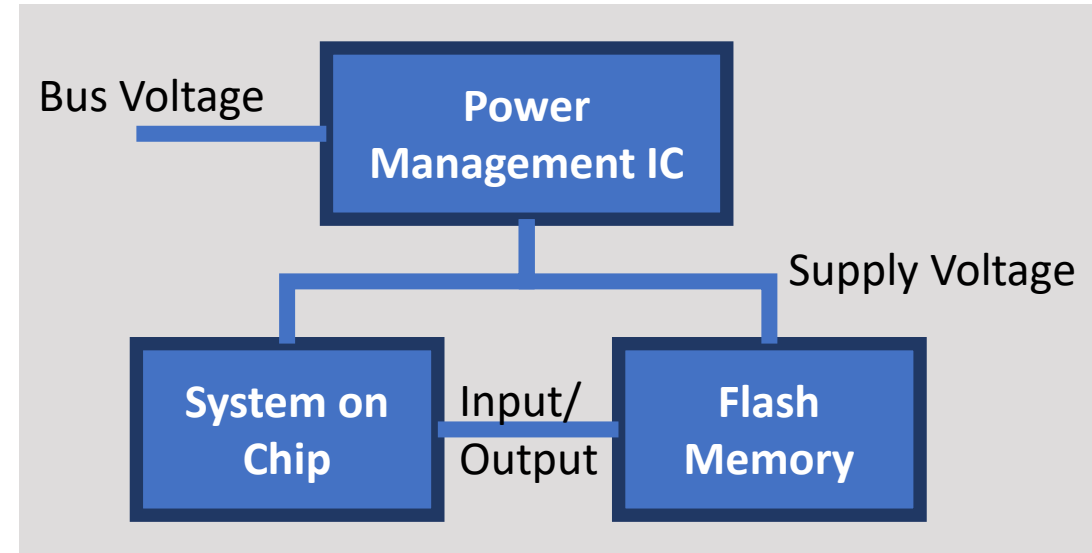 Bus Voltage
Power
Management IC
Supply Voltage
System on
Chip
Input/
Output
Flash
Memory